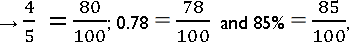 → 4/5 = 80/100; 0.78 = 78/100 and 85% = 85/100,